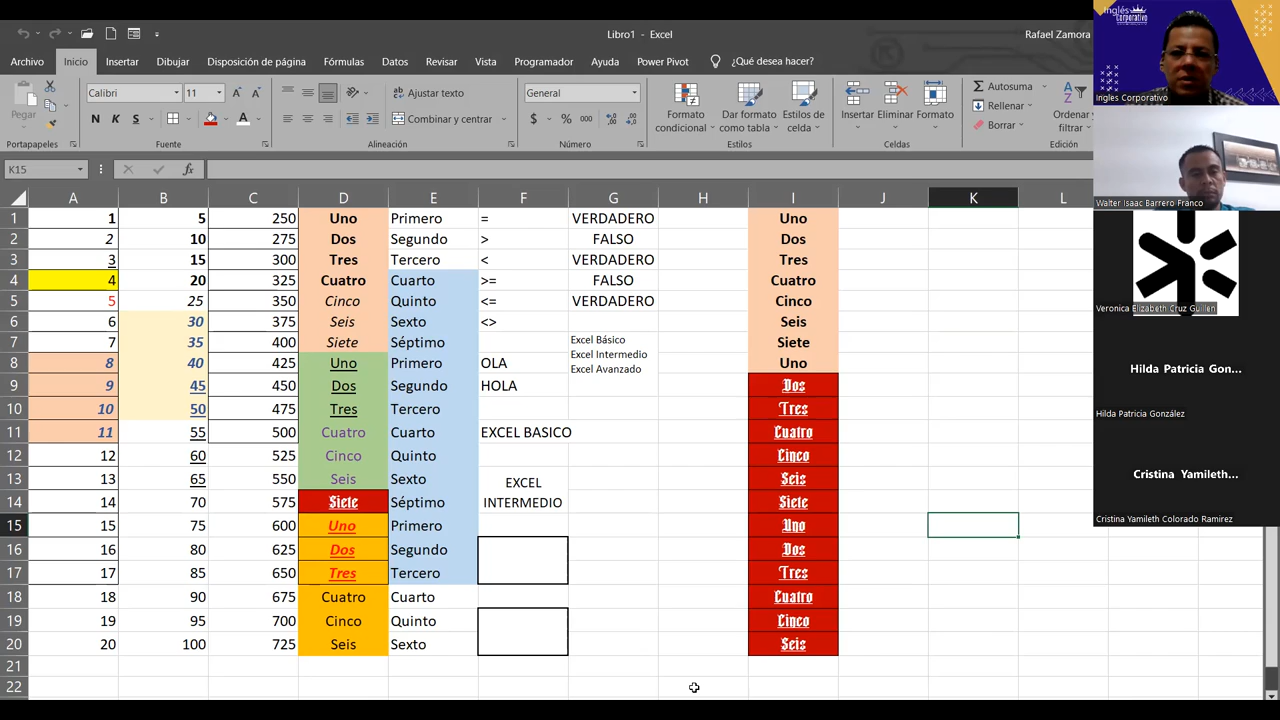 Libro1 - Excel
Rafael Zamora
Archivo Inicio Insertar Dibujar Disposición de página Fórmulas Datos Revisar Vista Programador Ayuda Power Pivot ¿Qué desea hacer?
Pegar
Calibri 11
N K S
Ajustar texto
Combinar y centrar
General
$ % 000
Formato condicional
Dar formato como tabla
Estilos de celda
Insertar Eliminar Formato
Autosuma
Rellenar
Borrar
Ordenar y filtrar
Portapapeles Fuente Alineación Número Estilos Celdas Edición
K15 fx
A B C D E F G H I J K L
1 1 5 250 Uno Primero = VERDADERO Uno
2 2 10 275 Dos Segundo > FALSO Dos
3 3 15 300 Tres Tercero < VERDADERO Tres
4 4 20 325 Cuatro Cuarto >= FALSO Cuatro
5 5 25 350 Cinco Quinto <= VERDADERO Cinco
6 6 30 375 Seis Sexto <> Seis
7 7 35 400 Siete Séptimo Siete
Excel Básico
Excel Intermedio
Excel Avanzado
8 8 40 425 Uno Primero OLA Uno
9 9 45 450 Dos Segundo HOLA Dos
10 10 50 475 Tres Tercero Tres
11 11 55 500 Cuatro Cuarto EXCEL BASICO Cuatro
12 12 60 525 Cinco Quinto Cinco
13 13 65 550 Seis Sexto Seis
EXCEL
INTERMEDIO
14 14 70 575 Siete Séptimo Siete
15 15 75 600 Uno Primero Uno
16 16 80 625 Dos Segundo Dos
17 17 85 650 Tres Tercero Tres
18 18 90 675 Cuatro Cuarto Cuatro
19 19 95 700 Cinco Quinto Cinco
20 20 100 725 Seis Sexto Seis
21
22
Inglés
Corporativo
Ingles Corporativo
Walter Isaac Barrero Franco
Veronica Elizabeth Cruz Guillen
Hilda Patricia Gon...
Hilda Patricia González
Cristina Yamileth...
Cristina Yamileth Colorado Ramirez